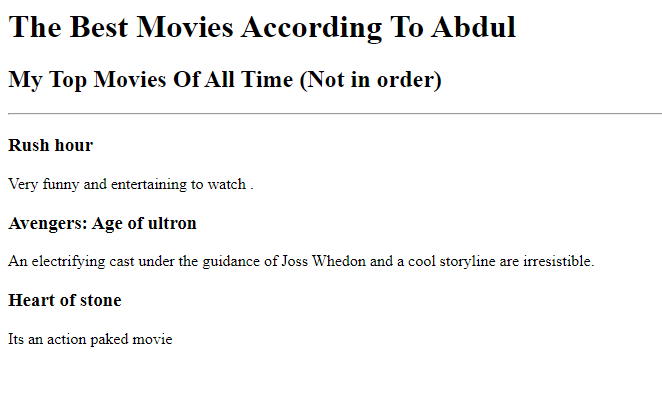 The Best Movies According To Abdul
My Top Movies Of All Time (Not in order)
Rush hour
Very funny and entertaining to watch .
Avengers: Age of ultron
An electrifying cast under the guidance of Joss Whedon and a cool storyline are irresistible.
Heart of stone
Its an action paked movie